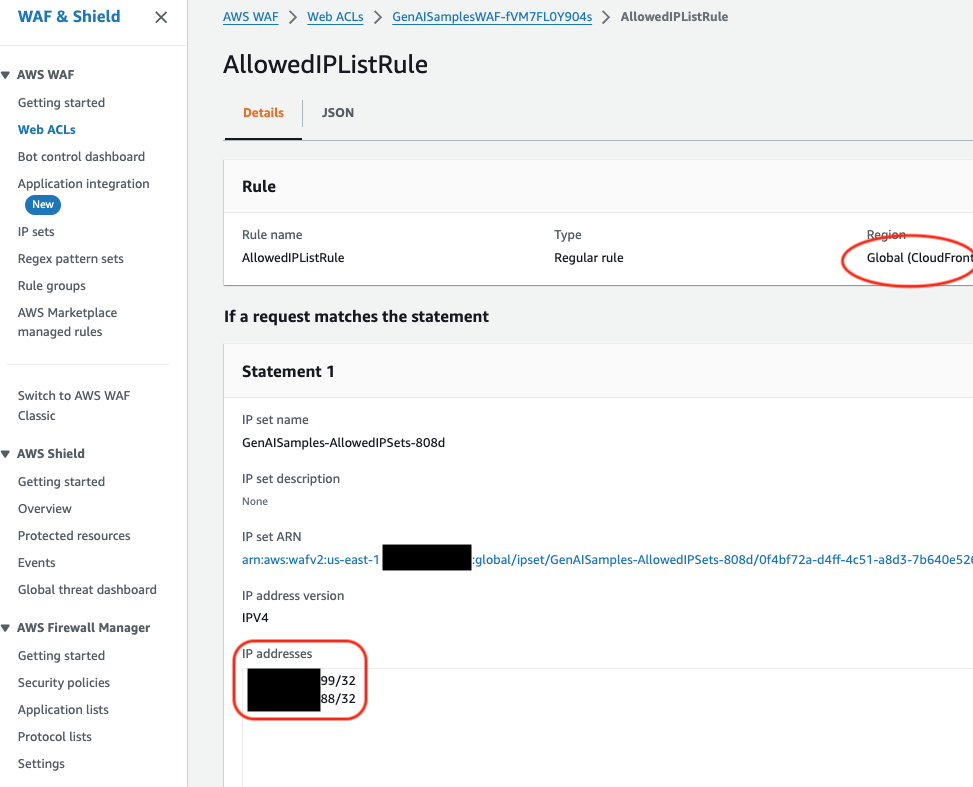 WAF & Shield
AWS WAF
Getting started
Web ACLs
Bot control dashboard
Application integration
New
IP sets
Regex pattern sets
Rule groups
AWS Marketplace
managed rules
Switch to AWS WAF
Classic
AWS Shield
Getting started
Overview
Protected resources
Events
Global threat dashboard
AWS Firewall Manager
Getting started
Security policies
Application lists
Protocol lists
Settings
AWS WAF > Web ACLs > GenAISamplesWAF-fVM7FL0Y904s > AllowedIPListRule
AllowedIPListRule
Details JSON
Rule
Rule name Type Region
AllowedIPListRule Regular rule Global (CloudFront
If a request matches the statement
Statement 1
IP set name
GenAISamples-AllowedIPSets-808d
IP set description
None
IP set ARN
arn:aws:wafv2:us-east-1 :global/ipset/GenAISamples-AllowedIPSets-808d/0f4bf72a-d4ff-4c51-a8d3-7b640e526
IP address version
IPV4
IP addresses
99/32
88/32